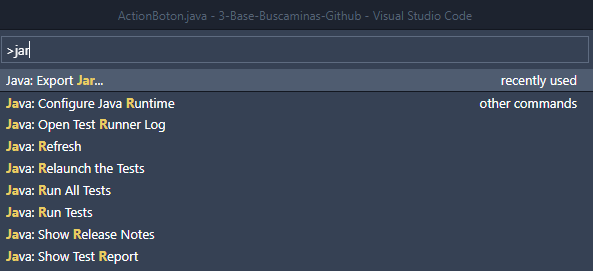 ActionBoton.java - 3-Base-Buscaminas-Github - Visual Studio Code
>jar
Java: Export Jar... recently used
Java: Configure Java Runtime other commands
Java: Open Test Runner Log
Java: Refresh
Java: Relaunch the Tests
Java: Run All Tests
Java: Run Tests
Java: Show Release Notes
Java: Show Test Report